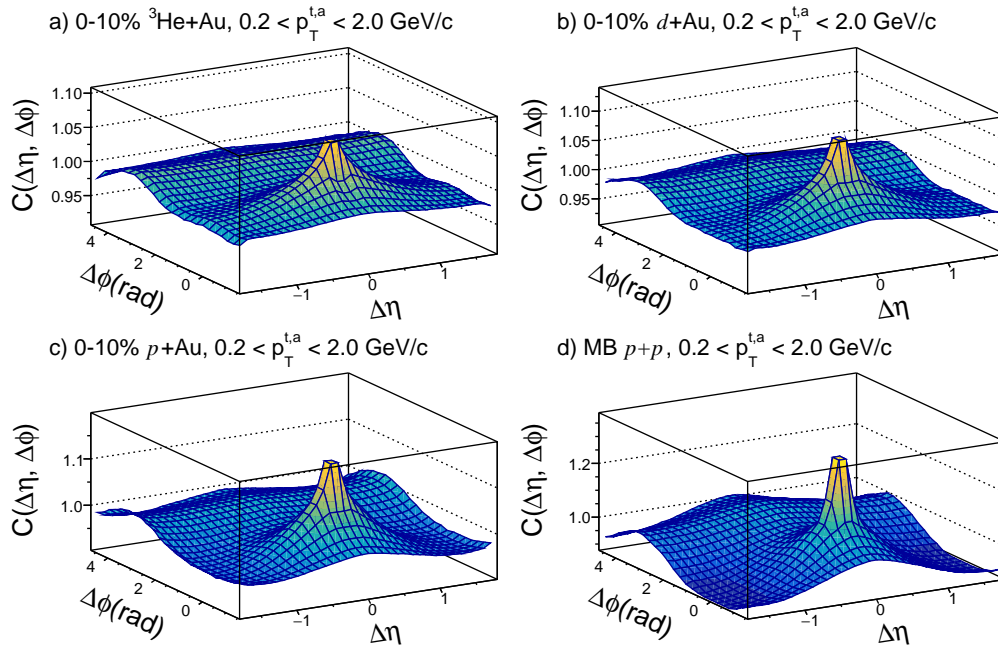 a) 0-10% ³He+Au, 0.2 < p_T^{t,a} < 2.0 GeV/c
C(Δη, Δϕ)
1.10
1.05
1.00
0.95
4
2
0
Δϕ(rad)
−1
0
1
Δη
b) 0-10% d+Au, 0.2 < p_T^{t,a} < 2.0 GeV/c
C(Δη, Δϕ)
1.10
1.05
1.00
0.95
4
2
0
Δϕ(rad)
−1
0
1
Δη
c) 0-10% p+Au, 0.2 < p_T^{t,a} < 2.0 GeV/c
C(Δη, Δϕ)
1.1
1.0
4
2
0
Δϕ(rad)
−1
0
1
Δη
d) MB p+p, 0.2 < p_T^{t,a} < 2.0 GeV/c
C(Δη, Δϕ)
1.2
1.0
4
2
0
Δϕ(rad)
−1
0
1
Δη